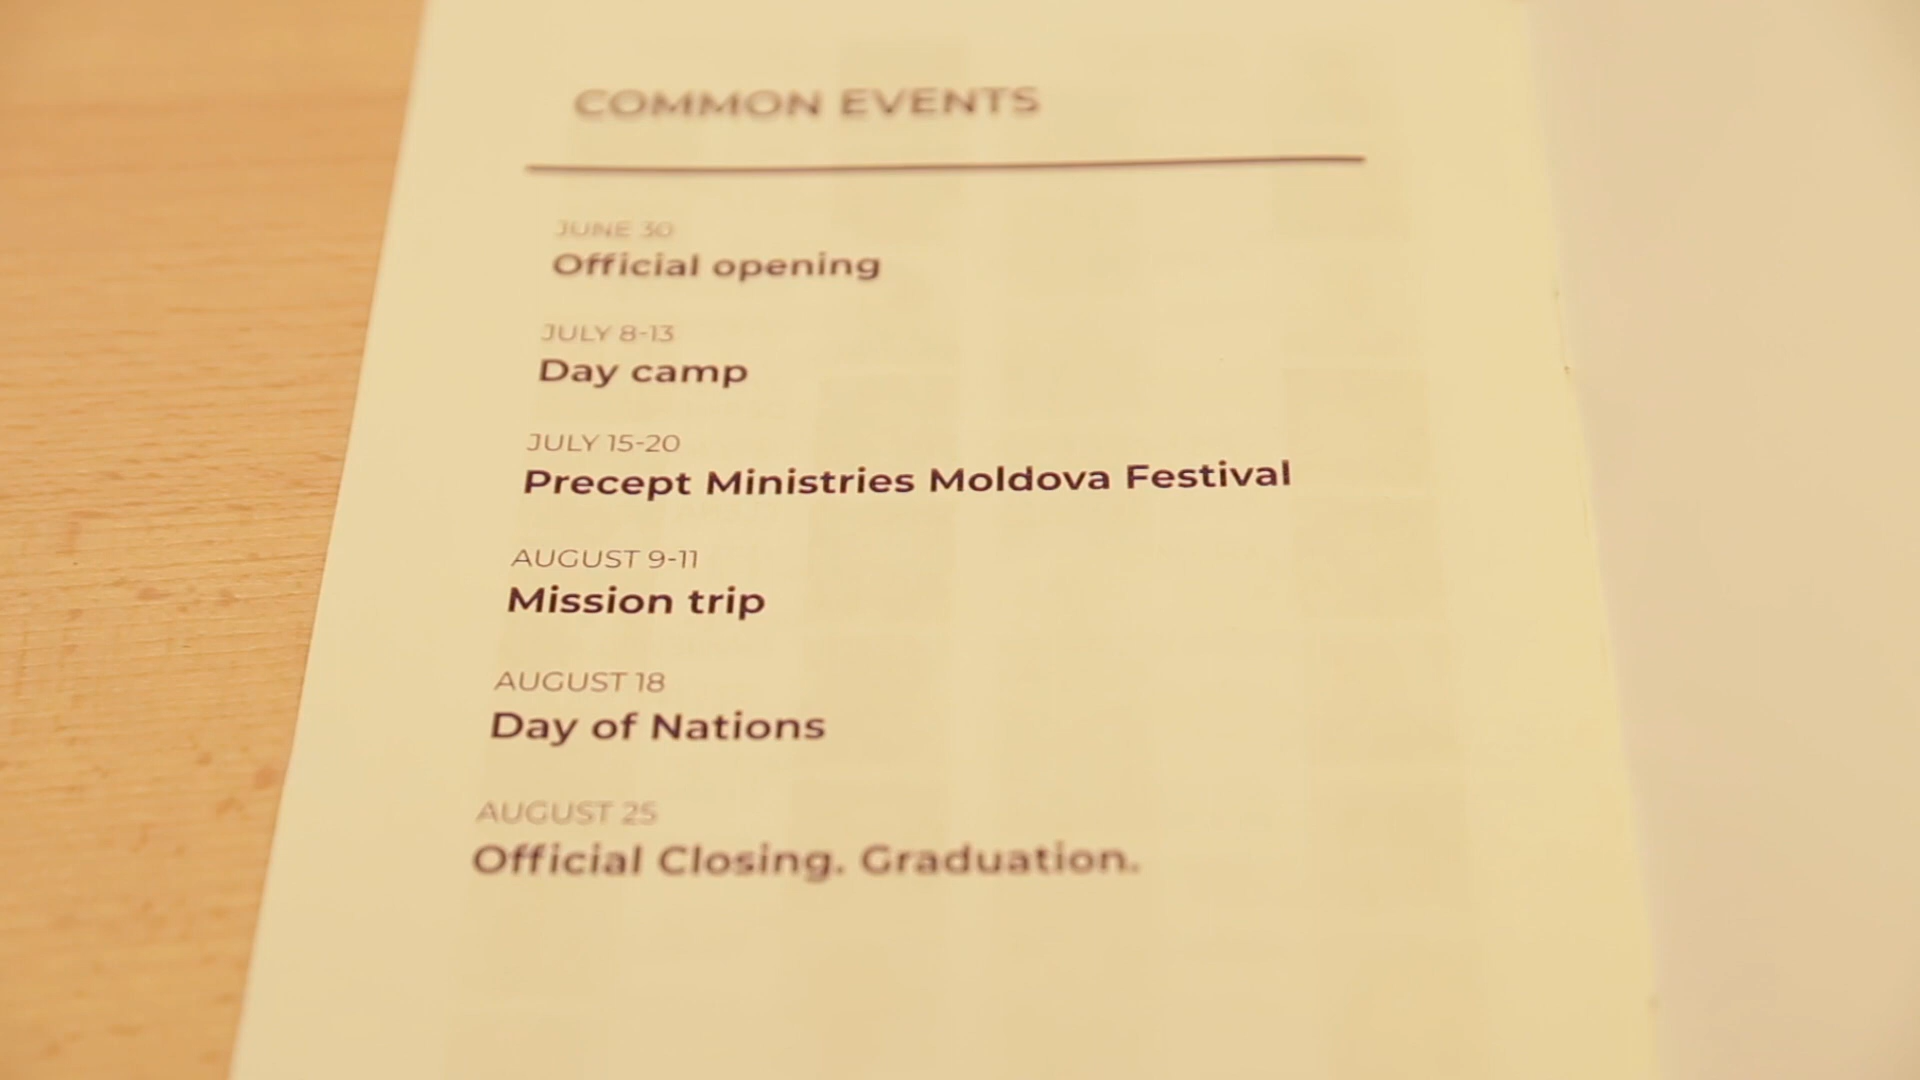 COMMON EVENTS
JUNE 30
Official opening
JULY 8-13
Day camp
JULY 15-20
Precept Ministries Moldova Festival
AUGUST 9-11
Mission trip
AUGUST 18
Day of Nations
AUGUST 25
Official Closing. Graduation.